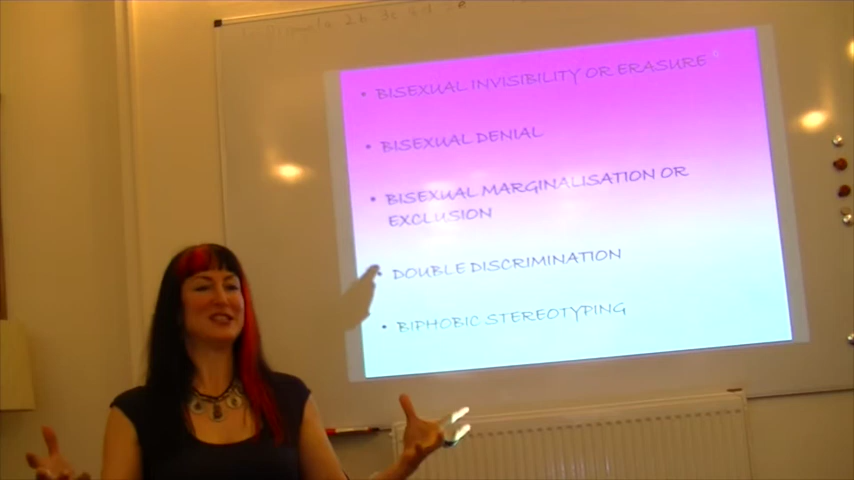 • BISEXUAL INVISIBILITY OR ERASURE
• BISEXUAL DENIAL
• BISEXUAL MARGINALISATION OR
EXCLUSION
• DOUBLE DISCRIMINATION
• BIPHOBIC STEREOTYPING